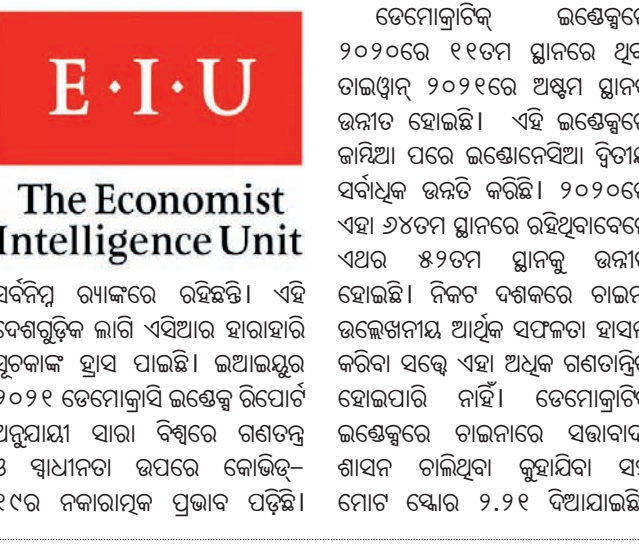 E·I·U
The Economist
Intelligence Unit
ସର୍ବନିମ୍ନ ର‍୍ୟାଙ୍କରେ ରହିଛନ୍ତି। ଏହି
ଦେଶଗୁଡ଼ିକ ଲାଗି ଏସିଆର ହାରାହାରି
ସୂଚକାଙ୍କ ହ୍ରାସ ପାଇଛି। ଇଆଇୟୁର
୨୦୨୧ ଡେମୋକ୍ରାସି ଇଣ୍ଡେକ୍ସ ରିପୋର୍ଟ
ଅନୁଯାୟୀ ସାରା ବିଶ୍ୱରେ ଗଣତନ୍ତ୍ର
ଓ ସ୍ୱାଧୀନତା ଉପରେ କୋଭିଡ୍–
୧୯ର ନକାରାତ୍ମକ ପ୍ରଭାବ ପଡ଼ିଛି।
ଡେମୋକ୍ରାଟିକ୍ ଇଣ୍ଡେକ୍ସରେ
୨୦୨୦ରେ ୧୧ତମ ସ୍ଥାନରେ ଥିବା
ତାଇୱାନ୍ ୨୦୨୧ରେ ଅଷ୍ଟମ ସ୍ଥାନକୁ
ଉନ୍ନୀତ ହୋଇଛି। ଏହି ଇଣ୍ଡେକ୍ସରେ
ଜାମ୍ବିଆ ପରେ ଇଣ୍ଡୋନେସିଆ ଦ୍ୱିତୀୟ
ସର୍ବାଧିକ ଉନ୍ନତି କରିଛି। ୨୦୨୦ରେ
ଏହା ୬୪ତମ ସ୍ଥାନରେ ରହିଥିବାବେଳେ
ଏଥର ୫୨ତମ ସ୍ଥାନକୁ ଉନ୍ନୀତ
ହୋଇଛି। ନିକଟ ଦଶକରେ ଚାଇନା
ଉଲ୍ଲେଖନୀୟ ଆର୍ଥିକ ସଫଳତା ହାସଲ
କରିବା ସତ୍ତ୍ୱେ ଏହା ଅଧିକ ଗଣତାନ୍ତ୍ରିକ
ହୋଇପାରି ନାହିଁ। ଡେମୋକ୍ରାଟିକ୍
ଇଣ୍ଡେକ୍ସରେ ଚାଇନାରେ ସତ୍ତାବାଦୀ
ଶାସନ ଚାଲିଥିବା କୁହାଯିବା ସହ
ମୋଟ ସ୍କୋର ୨.୨୧ ଦିଆଯାଇଛି